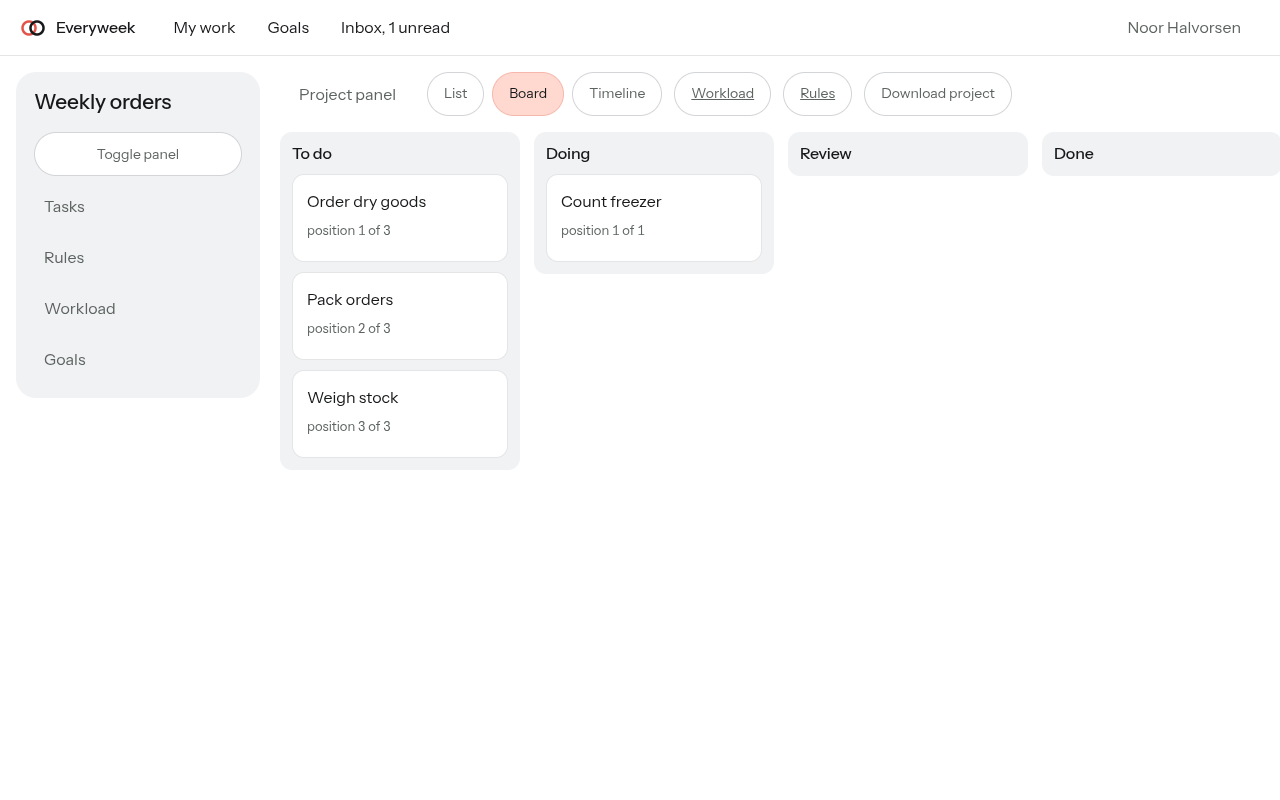 Everyweek
My work
Goals
Inbox, 1 unread
Noor Halvorsen
Weekly orders
Toggle panel
Tasks
Rules
Workload
Goals
Project panel
List
Board
Timeline
Workload
Rules
Download project
To do
Order dry goods
position 1 of 3
Pack orders
position 2 of 3
Weigh stock
position 3 of 3
Doing
Count freezer
position 1 of 1
Review
Done